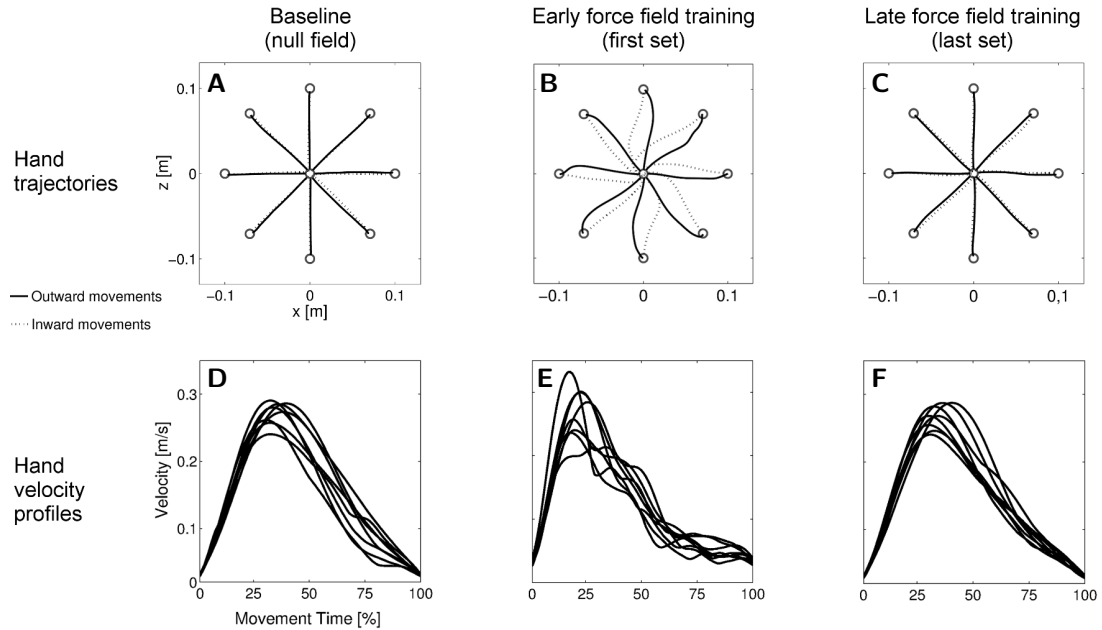 Baseline
(null field)
Early force field training
(first set)
Late force field training
(last set)
Hand
trajectories
A
0.1
0
−0.1
z [m]
−0.1
0
0.1
x [m]
B
−0.1
0
0.1
C
−0.1
0
0,1
Outward movements
Inward movements
Hand
velocity
profiles
D
0.3
0.2
0.1
0
Velocity [m/s]
0
25
50
75
100
Movement Time [%]
E
0
25
50
75
100
F
0
25
50
75
100